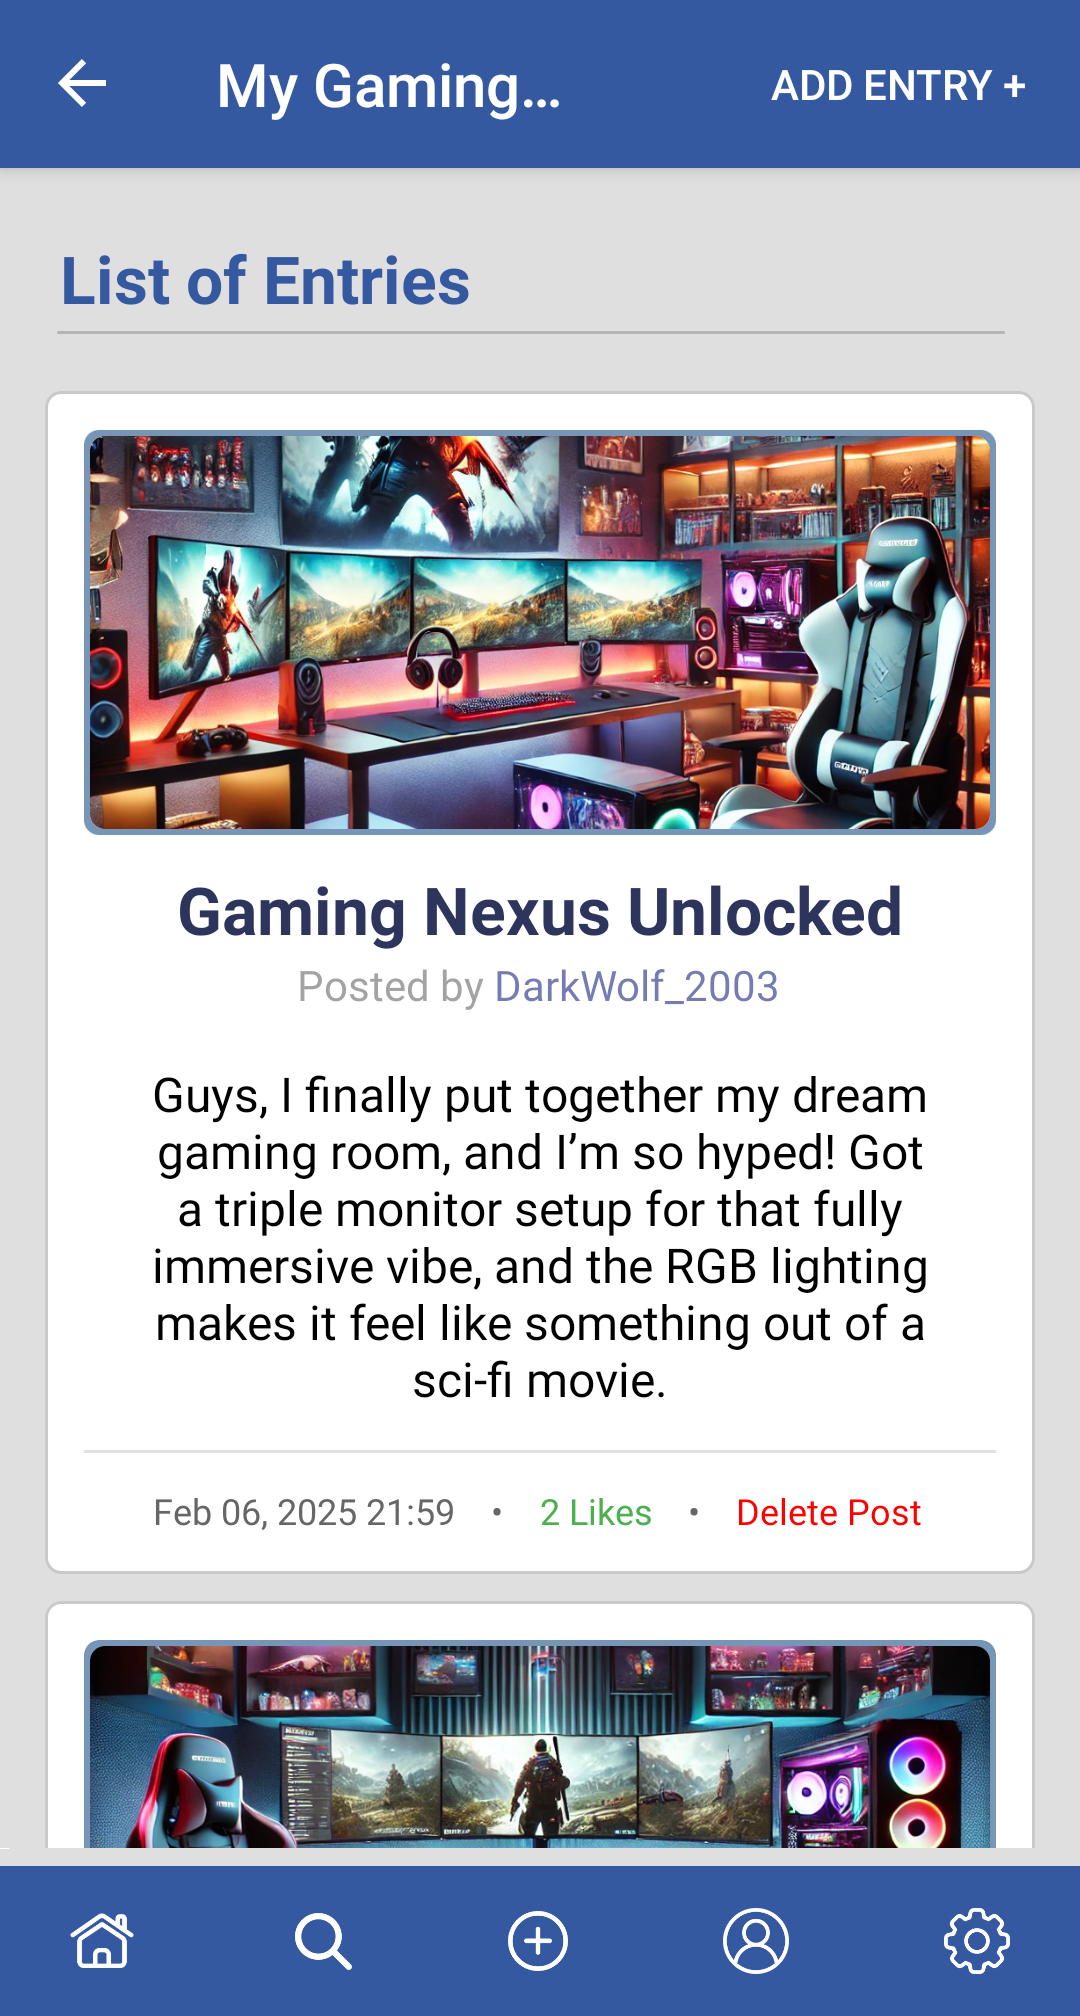 My Gaming...
ADD ENTRY +
List of Entries
Gaming Nexus Unlocked
Posted by DarkWolf_2003
Guys, I finally put together my dream
gaming room, and I’m so hyped! Got
a triple monitor setup for that fully
immersive vibe, and the RGB lighting
makes it feel like something out of a
sci-fi movie.
Feb 06, 2025 21:59 • 2 Likes • Delete Post